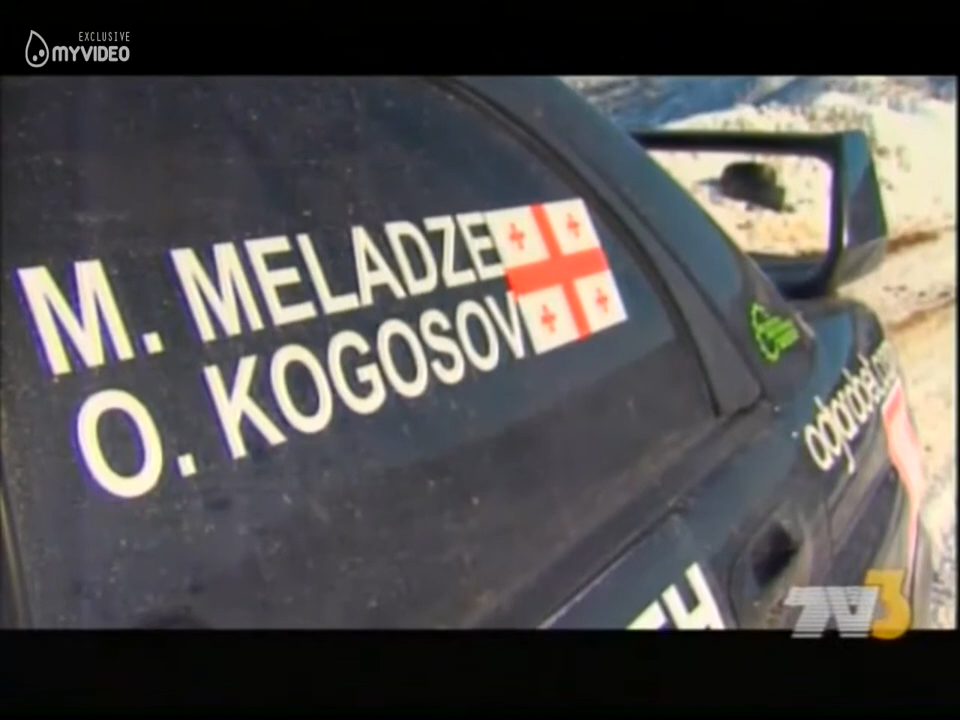 EXCLUSIVE
MYVIDEO
M. MELADZE
O. KOGOSOV
TV3